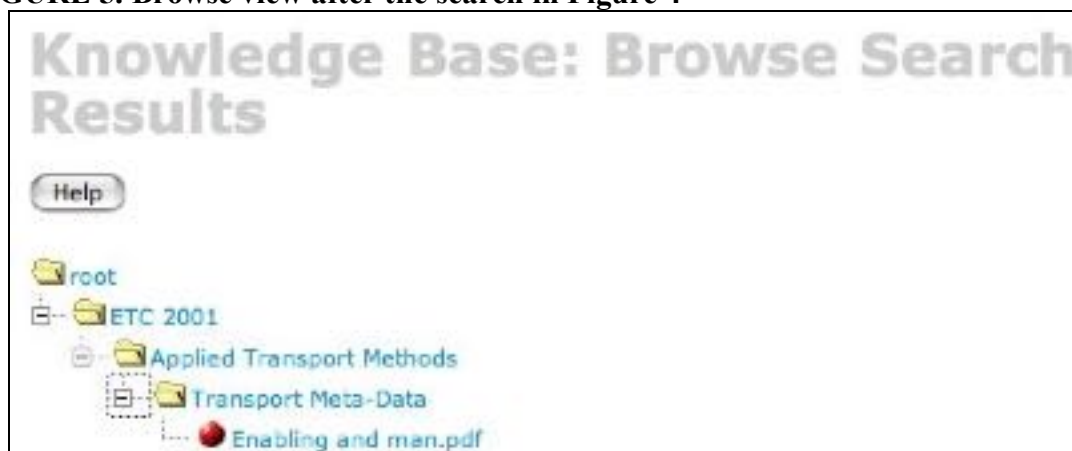 Knowledge Base: Browse Search
Results
Help
root
ETC 2001
Applied Transport Methods
Transport Meta-Data
Enabling and man.pdf